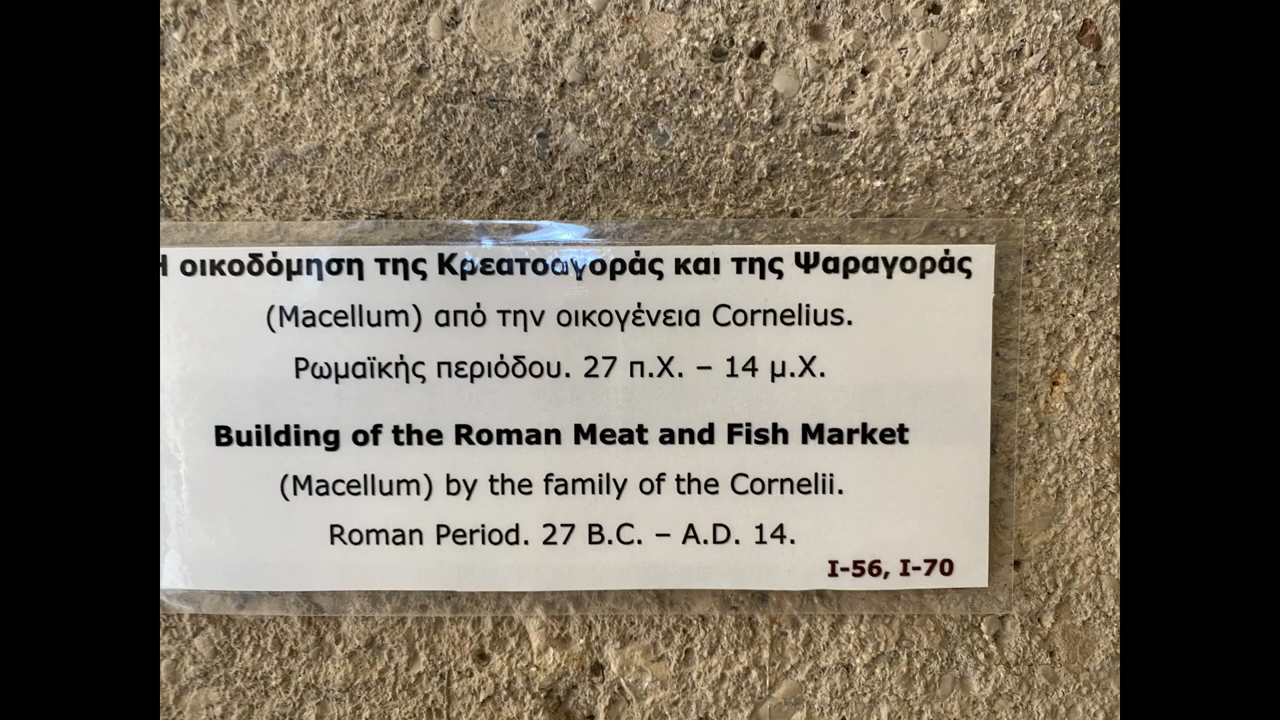 Η οικοδόμηση της Κρεατοαγοράς και της Ψαραγοράς
(Macellum) από την οικογένεια Cornelius.
Ρωμαϊκής περιόδου. 27 π.Χ. – 14 μ.Χ.
Building of the Roman Meat and Fish Market
(Macellum) by the family of the Cornelii.
Roman Period. 27 B.C. – A.D. 14.
I-56, I-70